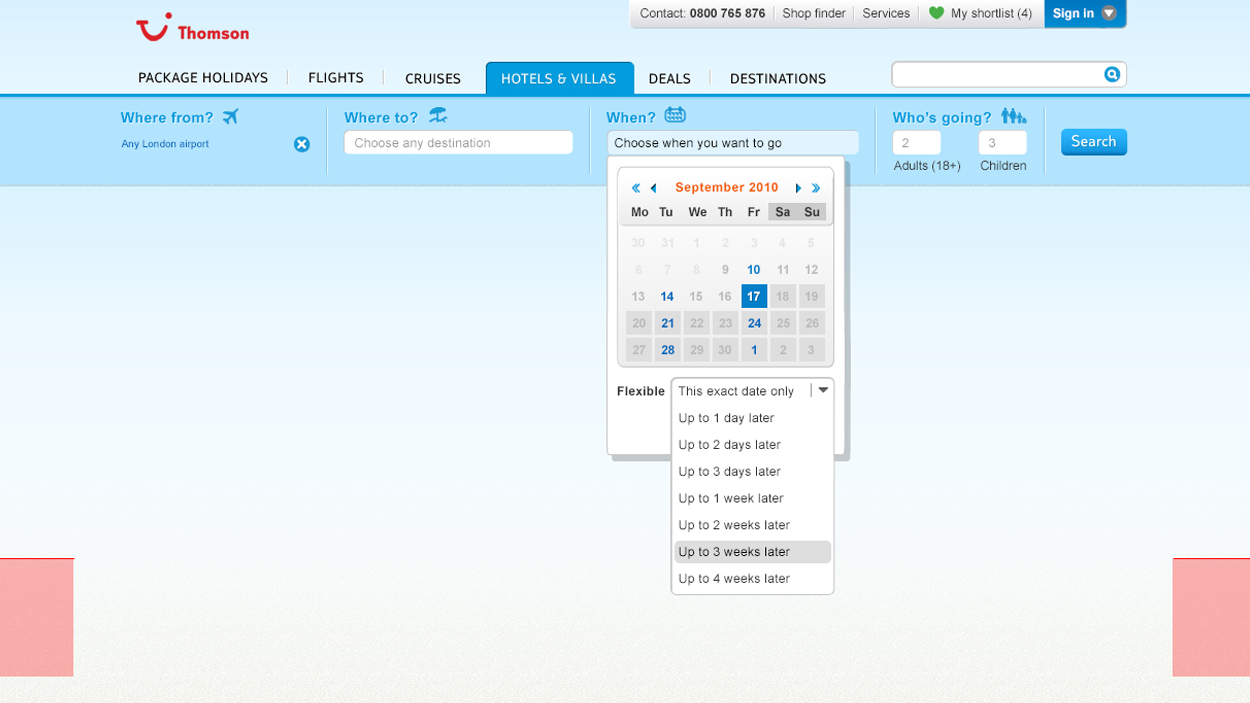 Contact: 0800 765 876 Shop finder Services My shortlist (4) Sign in
Thomson
PACKAGE HOLIDAYS FLIGHTS CRUISES HOTELS & VILLAS DEALS DESTINATIONS
Where from? Where to? When? Who's going?
Any London airport Choose any destination Choose when you want to go 2 3 Search
Adults (18+) Children
« September 2010 »
Mo Tu We Th Fr Sa Su
30 31 1 2 3 4 5
6 7 8 9 10 11 12
13 14 15 16 17 18 19
20 21 22 23 24 25 26
27 28 29 30 1 2 3
Flexible This exact date only
Up to 1 day later
Up to 2 days later
Up to 3 days later
Up to 1 week later
Up to 2 weeks later
Up to 3 weeks later
Up to 4 weeks later